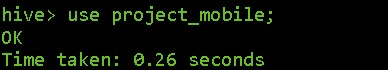 hive> use project_mobile;
OK
Time taken: 0.26 seconds